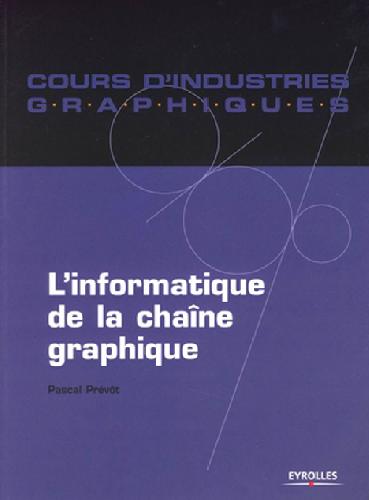 COURS D'INDUSTRIES
G·R·A·P·H·I·Q·U·E·S
L'informatique
de la chaîne
graphique
Pascal Prévôt
EYROLLES